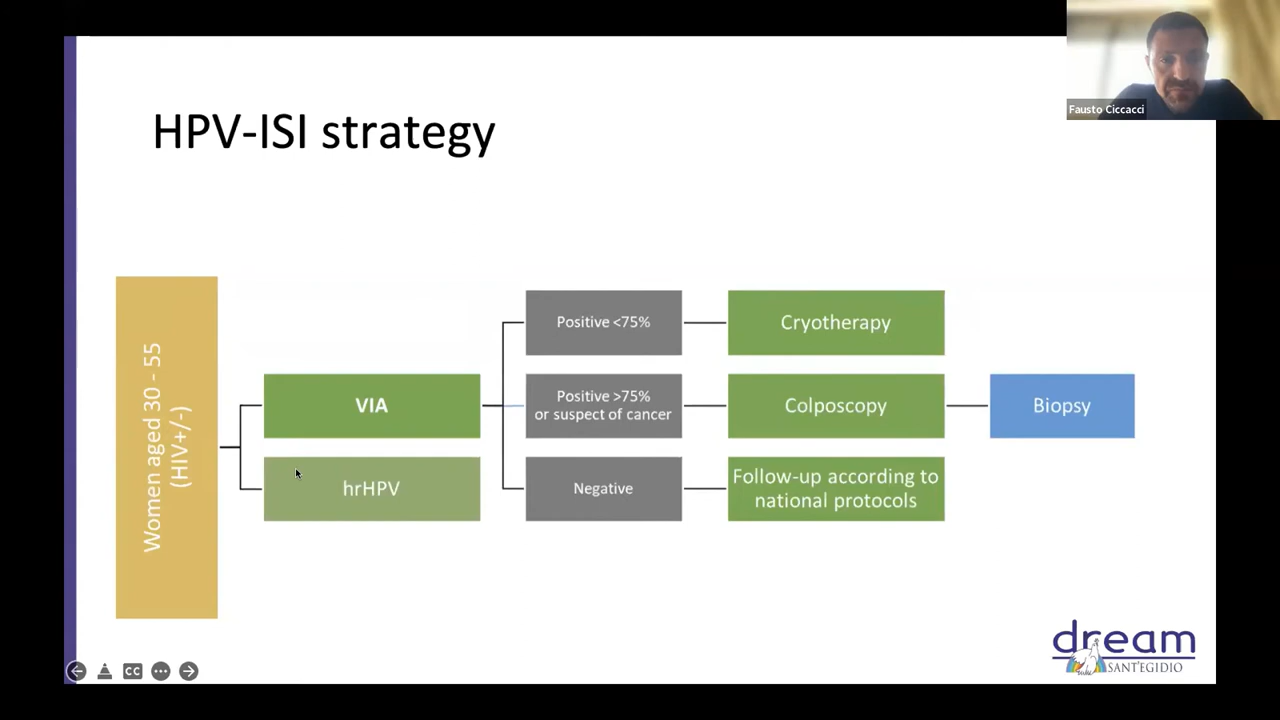 Fausto Ciccacci
HPV-ISI strategy
Women aged 30 - 55
(HIV+/-)
VIA
hrHPV
Positive <75%
Positive >75%
or suspect of cancer
Negative
Cryotherapy
Colposcopy
Follow-up according to
national protocols
Biopsy
CC
dream
SANT'EGIDIO